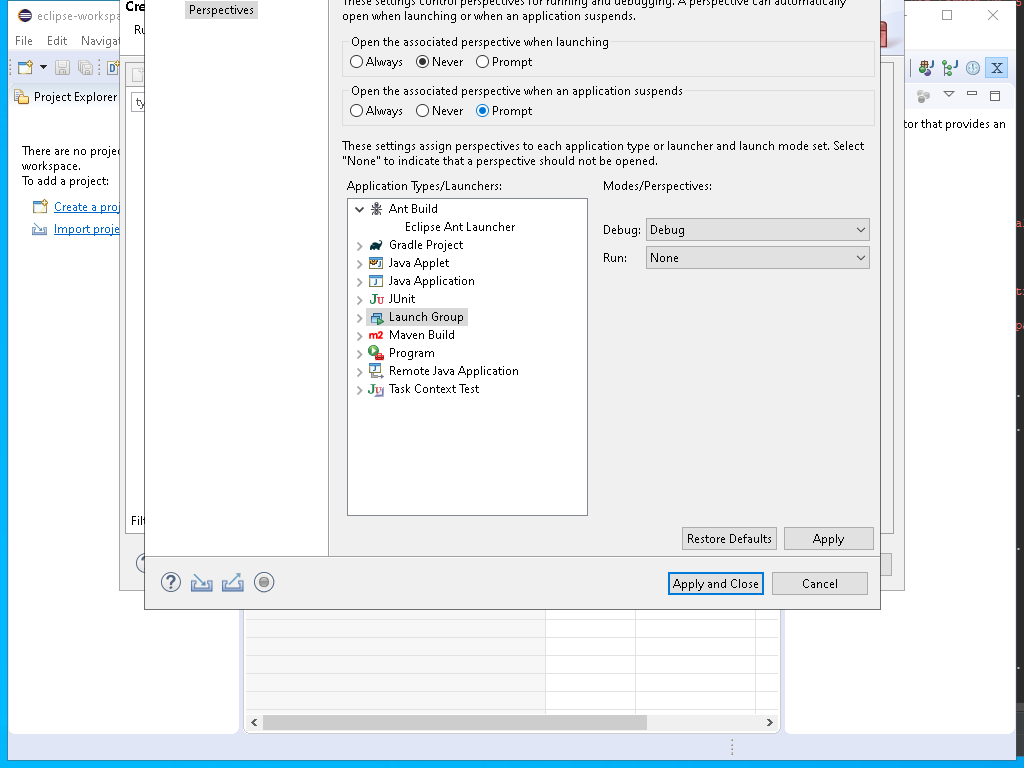 eclipse-workspa
Cre
Perspectives
These settings control perspectives for running and debugging. A perspective can automatically
open when launching or when an application suspends.
File Edit Navigat
Ru
Open the associated perspective when launching
Always Never Prompt
Open the associated perspective when an application suspends
Always Never Prompt
Project Explorer
ty
tor that provides an
There are no projec
workspace.
To add a project:
Create a proj
Import proje
These settings assign perspectives to each application type or launcher and launch mode set. Select
"None" to indicate that a perspective should not be opened.
Application Types/Launchers:
Modes/Perspectives:
Ant Build
Eclipse Ant Launcher
Gradle Project
Java Applet
Java Application
JUnit
Launch Group
Maven Build
Program
Remote Java Application
Task Context Test
Debug: Debug
Run: None
Filt
Restore Defaults
Apply
Apply and Close
Cancel